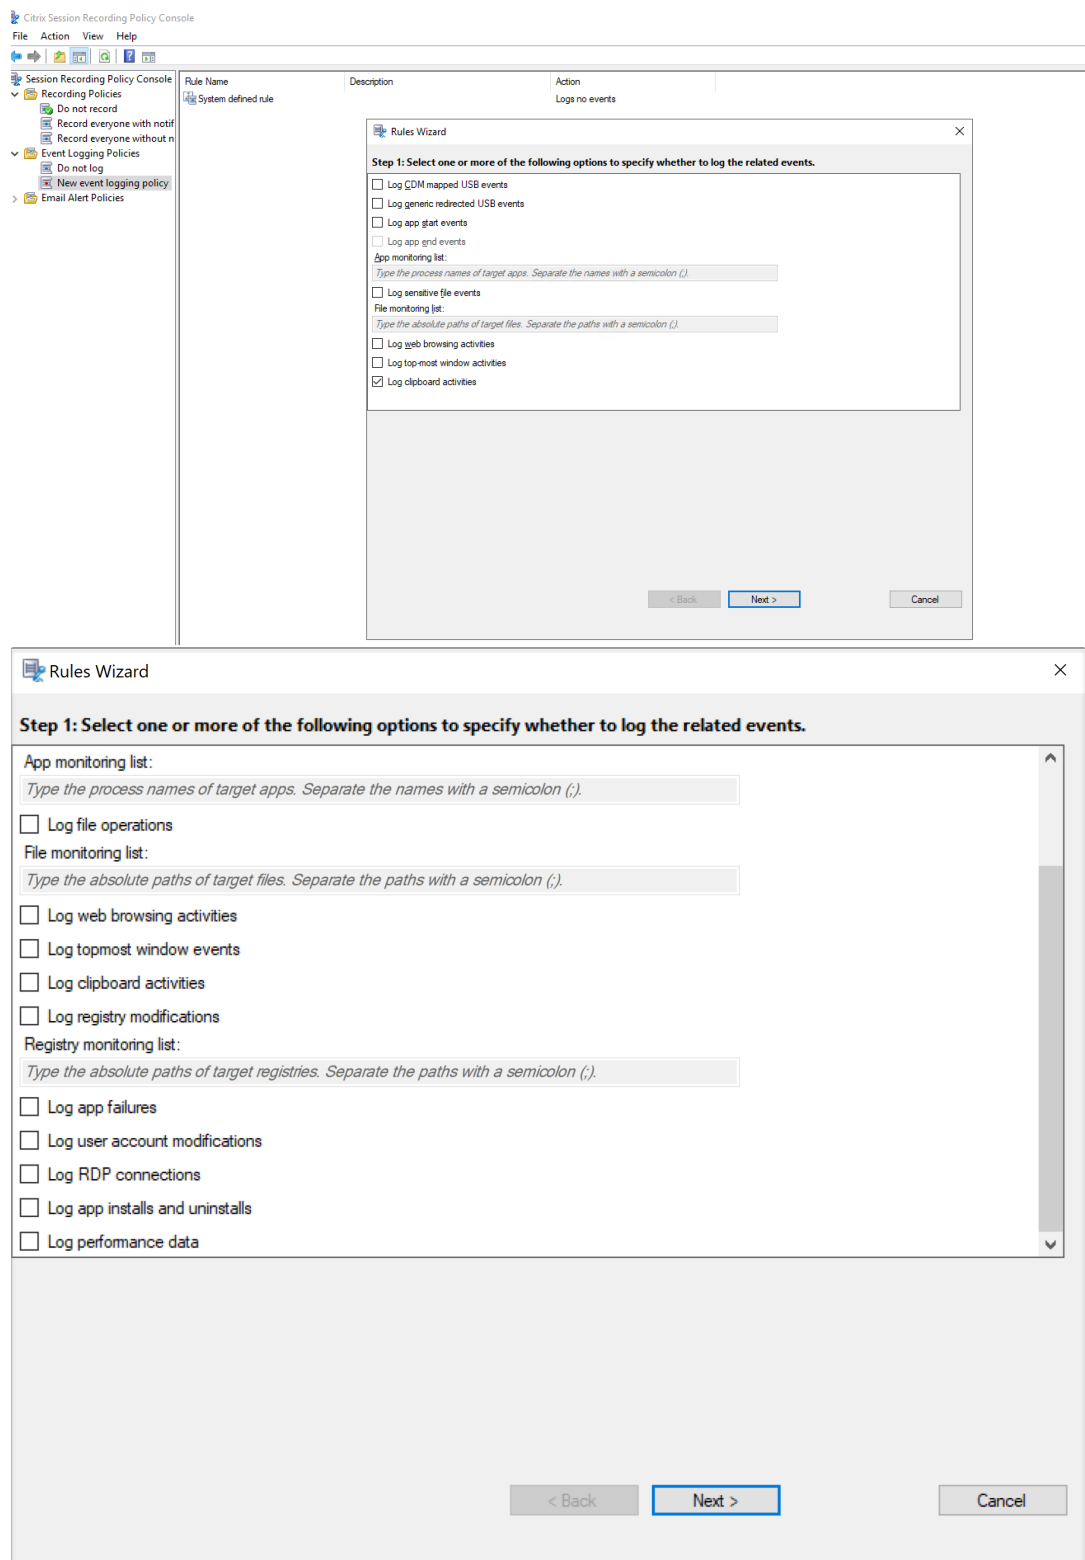 Citrix Session Recording Policy Console
File Action View Help
Session Recording Policy Console
Recording Policies
Do not record
Record everyone with notif
Record everyone without n
Event Logging Policies
Do not log
New event logging policy
Email Alert Policies
Rule Name Description Action
System defined rule Logs no events
Rules Wizard
Step 1: Select one or more of the following options to specify whether to log the related events.
Log CDM mapped USB events
Log generic redirected USB events
Log app start events
Log app end events
App monitoring list:
Type the process names of target apps. Separate the names with a semicolon (;).
Log sensitive file events
File monitoring list:
Type the absolute paths of target files. Separate the paths with a semicolon (;).
Log web browsing activities
Log top-most window activities
Log clipboard activities
< Back Next > Cancel
Rules Wizard
Step 1: Select one or more of the following options to specify whether to log the related events.
App monitoring list:
Type the process names of target apps. Separate the names with a semicolon (;).
Log file operations
File monitoring list:
Type the absolute paths of target files. Separate the paths with a semicolon (;).
Log web browsing activities
Log topmost window events
Log clipboard activities
Log registry modifications
Registry monitoring list:
Type the absolute paths of target registries. Separate the paths with a semicolon (;).
Log app failures
Log user account modifications
Log RDP connections
Log app installs and uninstalls
Log performance data
< Back Next > Cancel